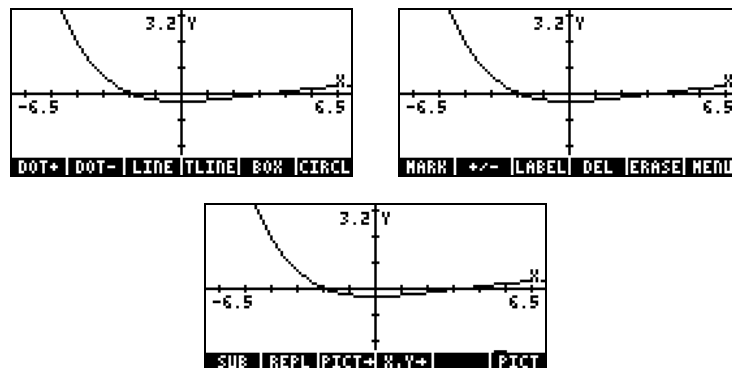 3.2 Y
X
-6.5 6.5
DOT+ DOT- LINE TLINE BOX CIRCL
3.2 Y
X
-6.5 6.5
MARK +/- LABEL DEL ERASE MENU
3.2 Y
X
-6.5 6.5
SUB REPL PICT→ X,Y→ PICT